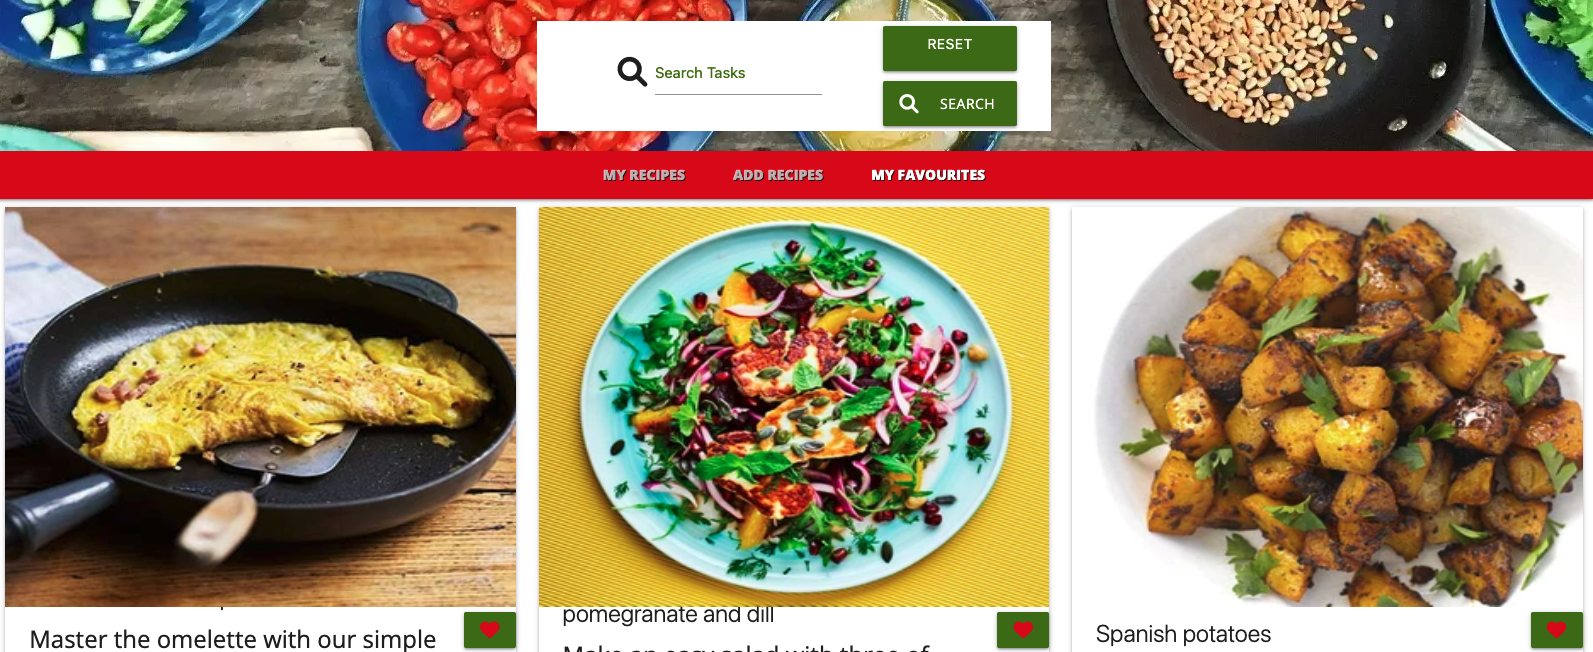 RESET
Search Tasks
SEARCH
MY RECIPES ADD RECIPES MY FAVOURITES
pomegranate and dill
Master the omelette with our simple
Make an easy salad with three of
Spanish potatoes